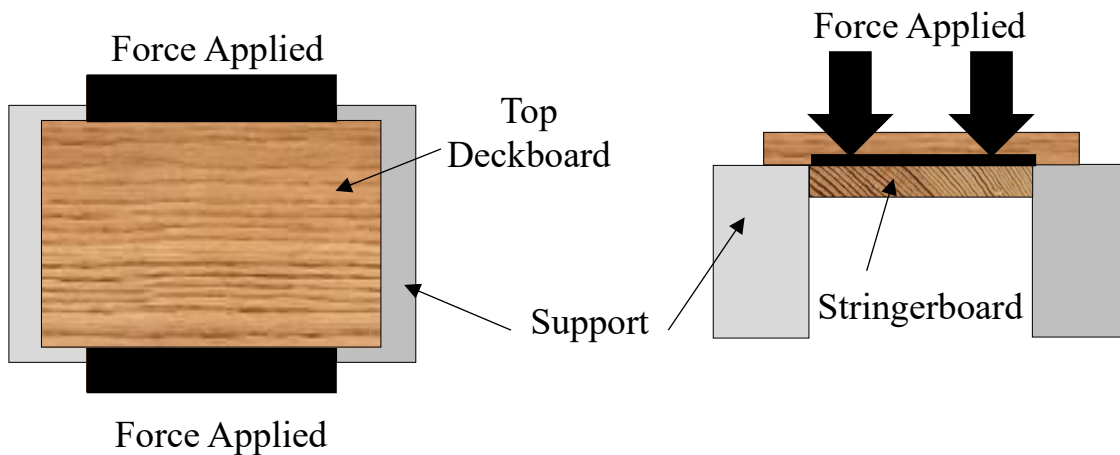 Force Applied
Top
Deckboard
Support
Force Applied
Force Applied
Stringerboard